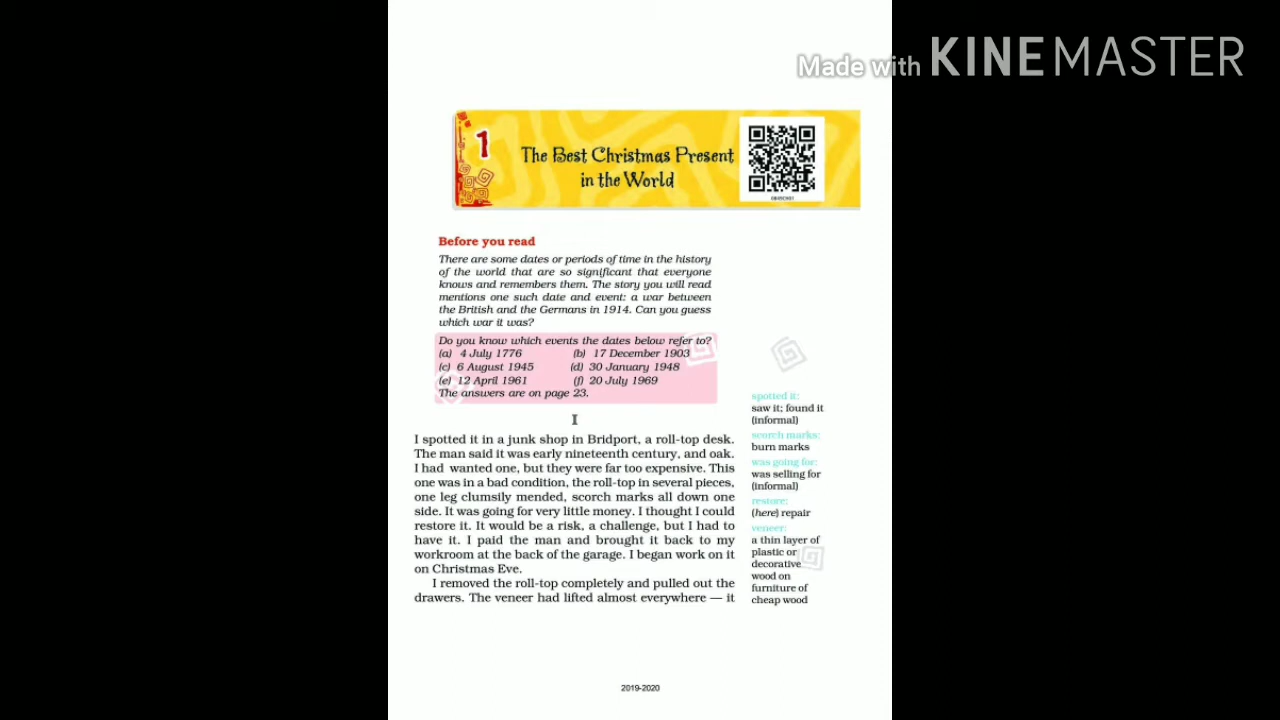 Made with KINEMASTER
1
The Best Christmas Present
in the World
0845CH01
Before you read
There are some dates or periods of time in the history
of the world that are so significant that everyone
knows and remembers them. The story you will read
mentions one such date and event: a war between
the British and the Germans in 1914. Can you guess
which war it was?
Do you know which events the dates below refer to?
(a) 4 July 1776 (b) 17 December 1903
(c) 6 August 1945 (d) 30 January 1948
(e) 12 April 1961 (f) 20 July 1969
The answers are on page 23.
I
I spotted it in a junk shop in Bridport, a roll-top desk.
The man said it was early nineteenth century, and oak.
I had wanted one, but they were far too expensive. This
one was in a bad condition, the roll-top in several pieces,
one leg clumsily mended, scorch marks all down one
side. It was going for very little money. I thought I could
restore it. It would be a risk, a challenge, but I had to
have it. I paid the man and brought it back to my
workroom at the back of the garage. I began work on it
on Christmas Eve.
I removed the roll-top completely and pulled out the
drawers. The veneer had lifted almost everywhere — it
spotted it:
saw it; found it
(informal)
scorch marks:
burn marks
was going for:
was selling for
(informal)
restore:
(here) repair
veneer:
a thin layer of
plastic or
decorative
wood on
furniture of
cheap wood
2019-2020